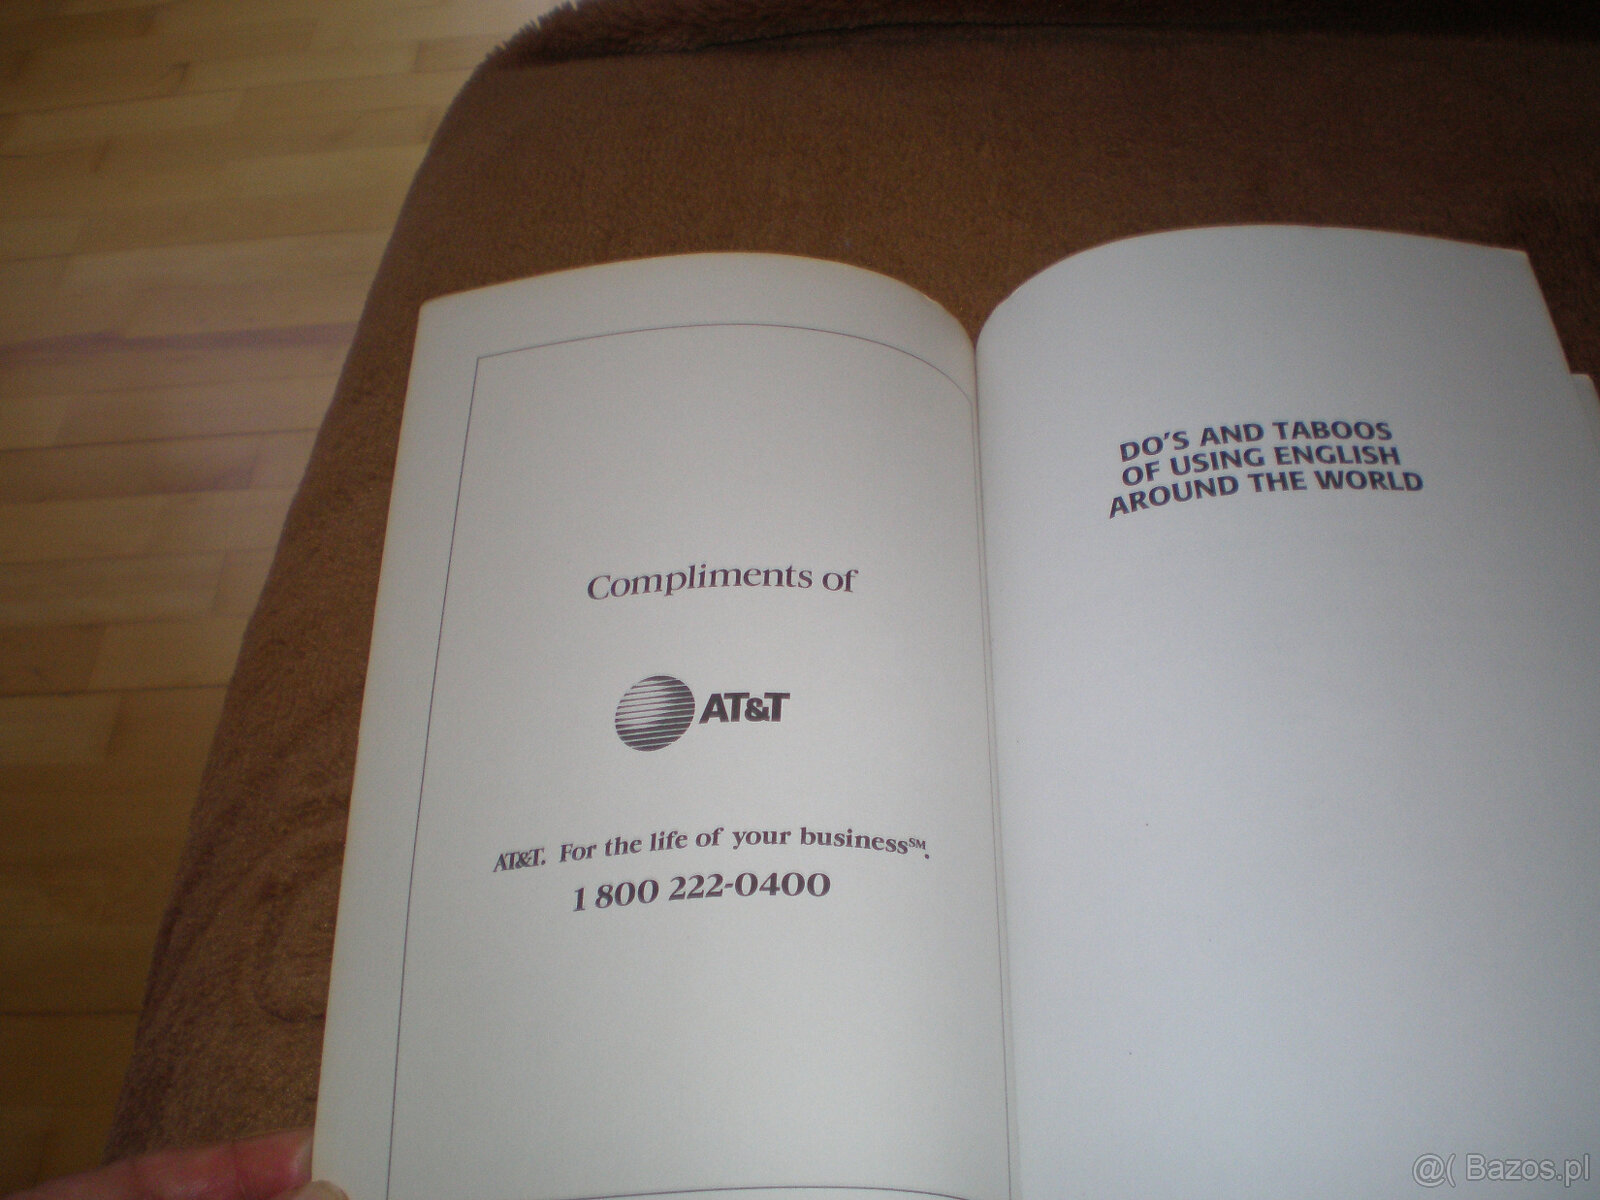 Compliments of
AT&T
AT&T. For the life of your business℠.
1 800 222-0400
DO'S AND TABOOS
OF USING ENGLISH
AROUND THE WORLD
@( Bazos.pl